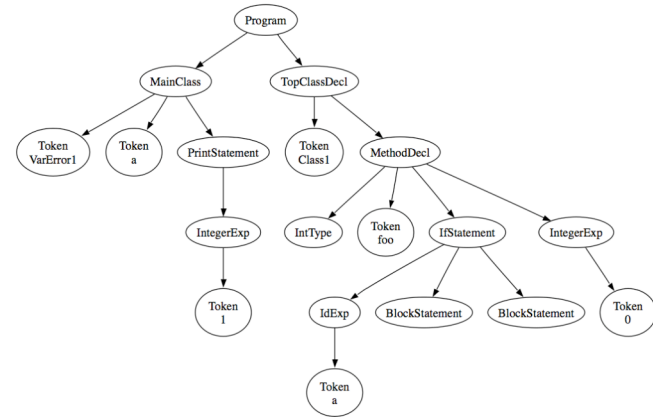 Program
MainClass
TopClassDecl
Token
VarError1
Token
a
PrintStatement
Token
Class1
MethodDecl
IntegerExp
IntType
Token
foo
IfStatement
IntegerExp
Token
1
IdExp
BlockStatement
BlockStatement
Token
0
Token
a